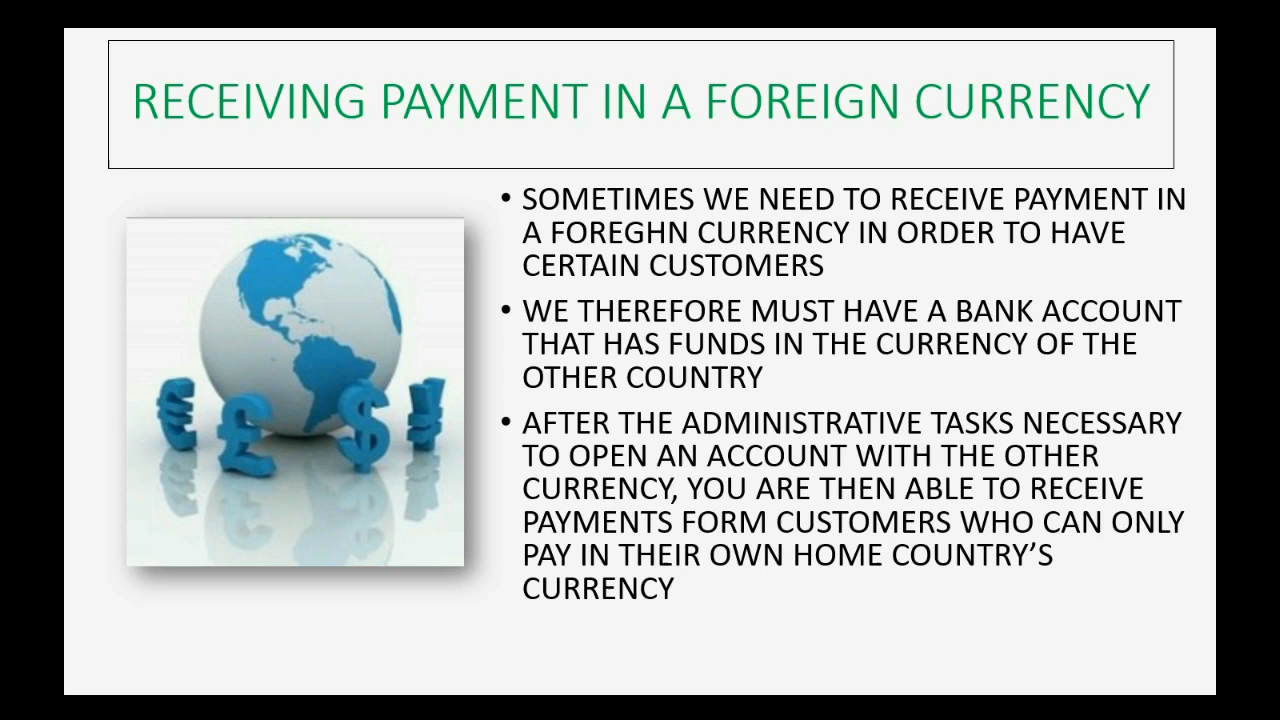 RECEIVING PAYMENT IN A FOREIGN CURRENCY
• SOMETIMES WE NEED TO RECEIVE PAYMENT IN
A FOREGHN CURRENCY IN ORDER TO HAVE
CERTAIN CUSTOMERS
• WE THEREFORE MUST HAVE A BANK ACCOUNT
THAT HAS FUNDS IN THE CURRENCY OF THE
OTHER COUNTRY
• AFTER THE ADMINISTRATIVE TASKS NECESSARY
TO OPEN AN ACCOUNT WITH THE OTHER
CURRENCY, YOU ARE THEN ABLE TO RECEIVE
PAYMENTS FORM CUSTOMERS WHO CAN ONLY
PAY IN THEIR OWN HOME COUNTRY’S
CURRENCY
€ £ $ ¥